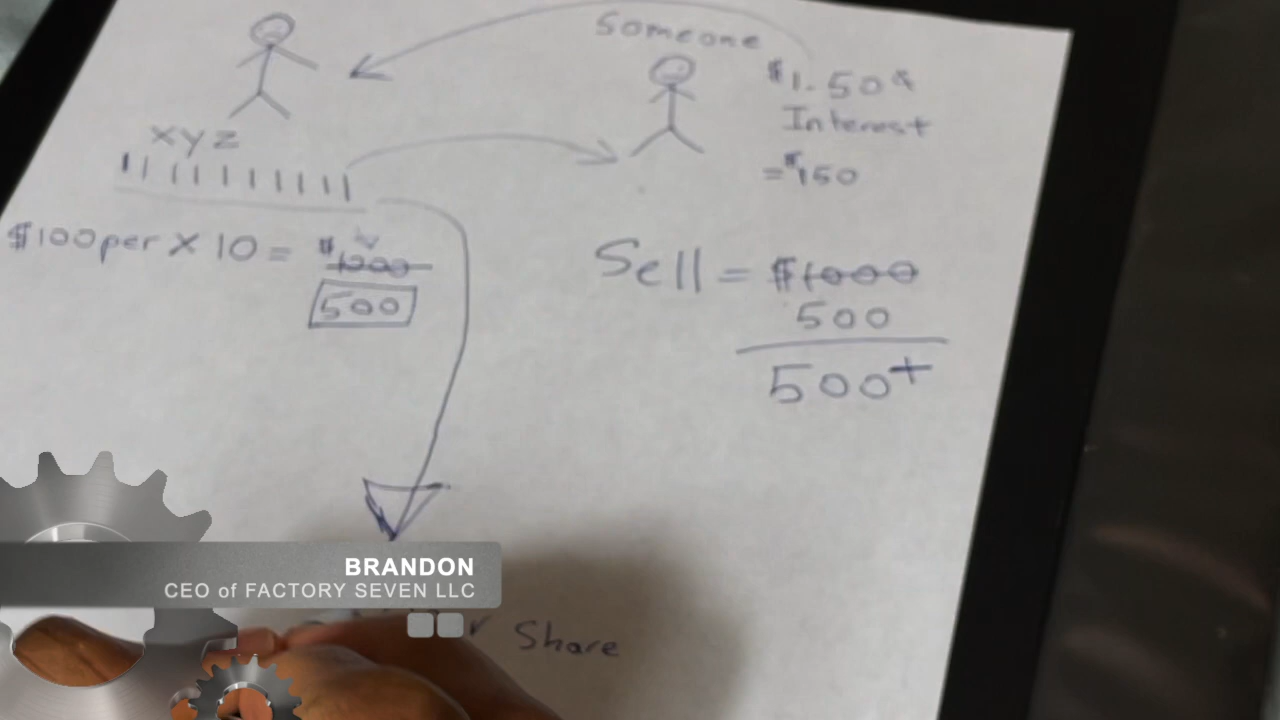 Someone
$1.50 x
Interest
= $150
xyz
$100 per X 10 = $1000
500
Sell = $1000
500
500+
BRANDON
CEO of FACTORY SEVEN LLC
Share